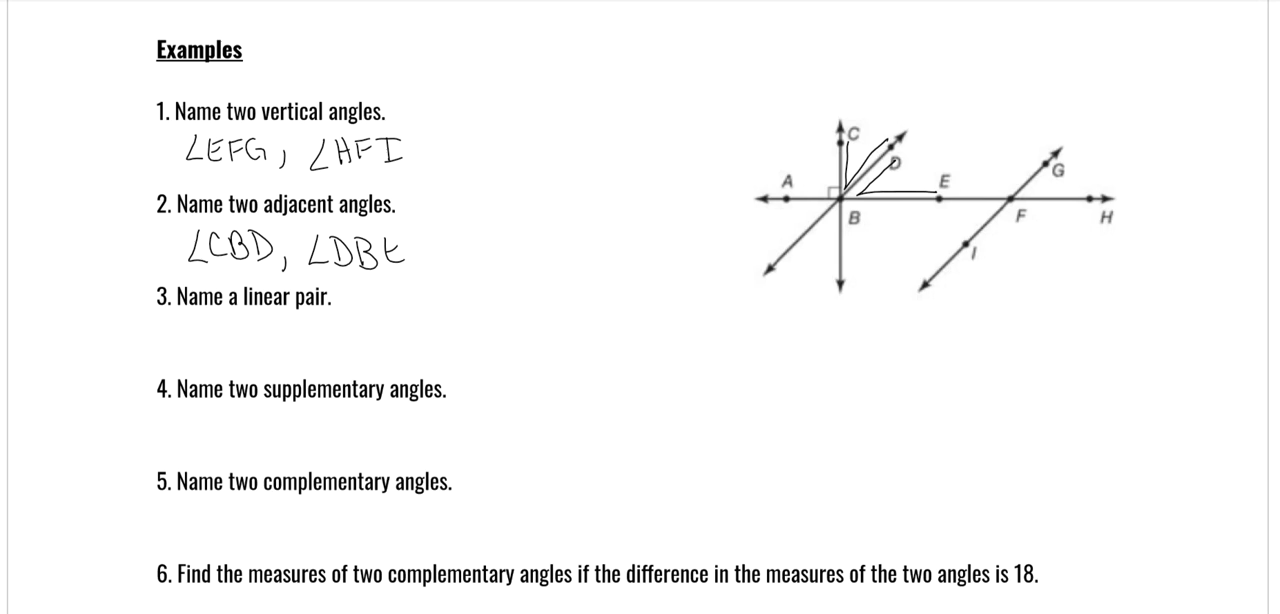 Examples
1. Name two vertical angles.
∠EFG, ∠HFI
2. Name two adjacent angles.
∠CBD, ∠DBE
3. Name a linear pair.
4. Name two supplementary angles.
5. Name two complementary angles.
6. Find the measures of two complementary angles if the difference in the measures of the two angles is 18.
C
D
A
E
G
B
F
H
I